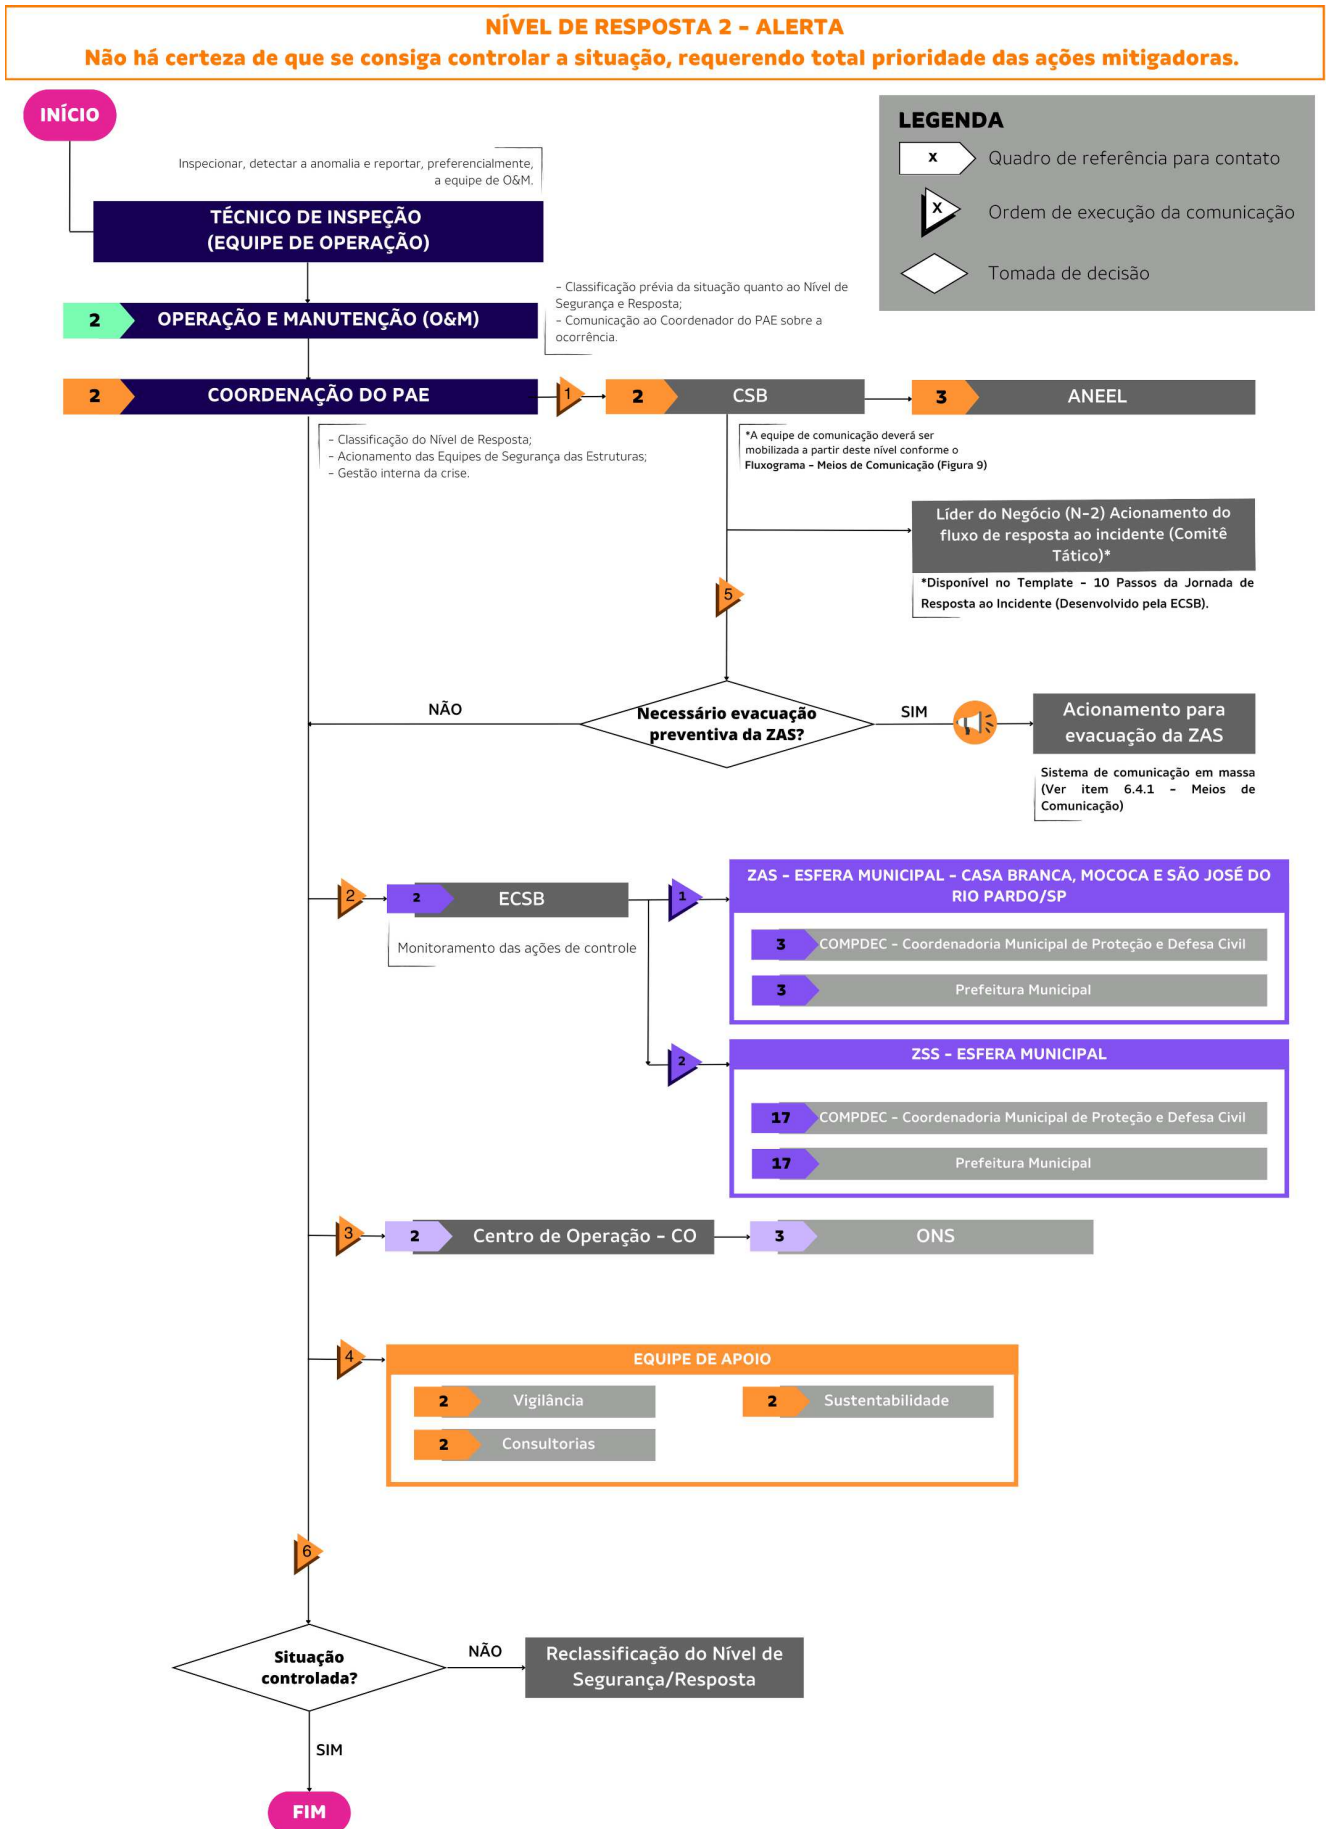 NÍVEL DE RESPOSTA 2 - ALERTA
Não há certeza de que se consiga controlar a situação, requerendo total prioridade das ações mitigadoras.
INÍCIO
LEGENDA
X
Quadro de referência para contato
X
Ordem de execução da comunicação
Tomada de decisão
Inspecionar, detectar a anomalia e reportar, preferencialmente,
a equipe de O&M.
TÉCNICO DE INSPEÇÃO
(EQUIPE DE OPERAÇÃO)
- Classificação prévia da situação quanto ao Nível de
Segurança e Resposta;
- Comunicação ao Coordenador do PAE sobre a
ocorrência.
2
OPERAÇÃO E MANUTENÇÃO (O&M)
2
COORDENAÇÃO DO PAE
1
2
CSB
3
ANEEL
- Classificação do Nível de Resposta;
- Acionamento das Equipes de Segurança das Estruturas;
- Gestão interna da crise.
*A equipe de comunicação deverá ser
mobilizada a partir deste nível conforme o
Fluxograma - Meios de Comunicação (Figura 9)
Líder do Negócio (N-2) Acionamento do
fluxo de resposta ao incidente (Comitê
Tático)*
*Disponível no Template - 10 Passos da Jornada de
Resposta ao Incidente (Desenvolvido pela ECSB).
5
NÃO
Necessário evacuação
preventiva da ZAS?
SIM
Acionamento para
evacuação da ZAS
Sistema de comunicação em massa
(Ver item 6.4.1 - Meios de
Comunicação)
2
2
ECSB
Monitoramento das ações de controle
1
ZAS - ESFERA MUNICIPAL - CASA BRANCA, MOCOCA E SÃO JOSÉ DO
RIO PARDO/SP
3
COMPDEC - Coordenadoria Municipal de Proteção e Defesa Civil
3
Prefeitura Municipal
2
ZSS - ESFERA MUNICIPAL
17
COMPDEC - Coordenadoria Municipal de Proteção e Defesa Civil
17
Prefeitura Municipal
3
2
Centro de Operação - CO
3
ONS
4
EQUIPE DE APOIO
2
Vigilância
2
Sustentabilidade
2
Consultorias
6
Situação
controlada?
NÃO
Reclassificação do Nível de
Segurança/Resposta
SIM
FIM